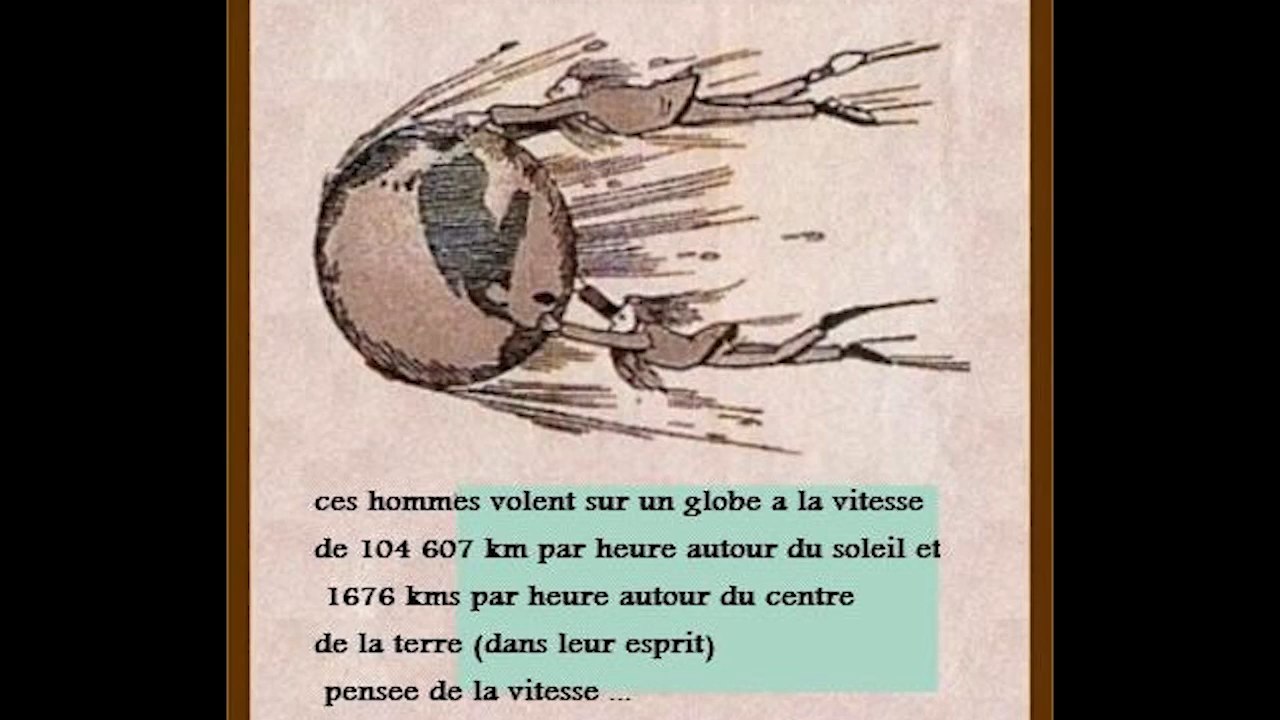 ces hommes volent sur un globe a la vitesse
de 104 607 km par heure autour du soleil et
1676 kms par heure autour du centre
de la terre (dans leur esprit)
pensee de la vitesse ...